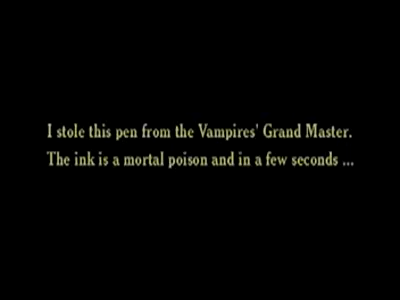 I stole this pen from the Vampires' Grand Master.
The ink is a mortal poison and in a few seconds ...